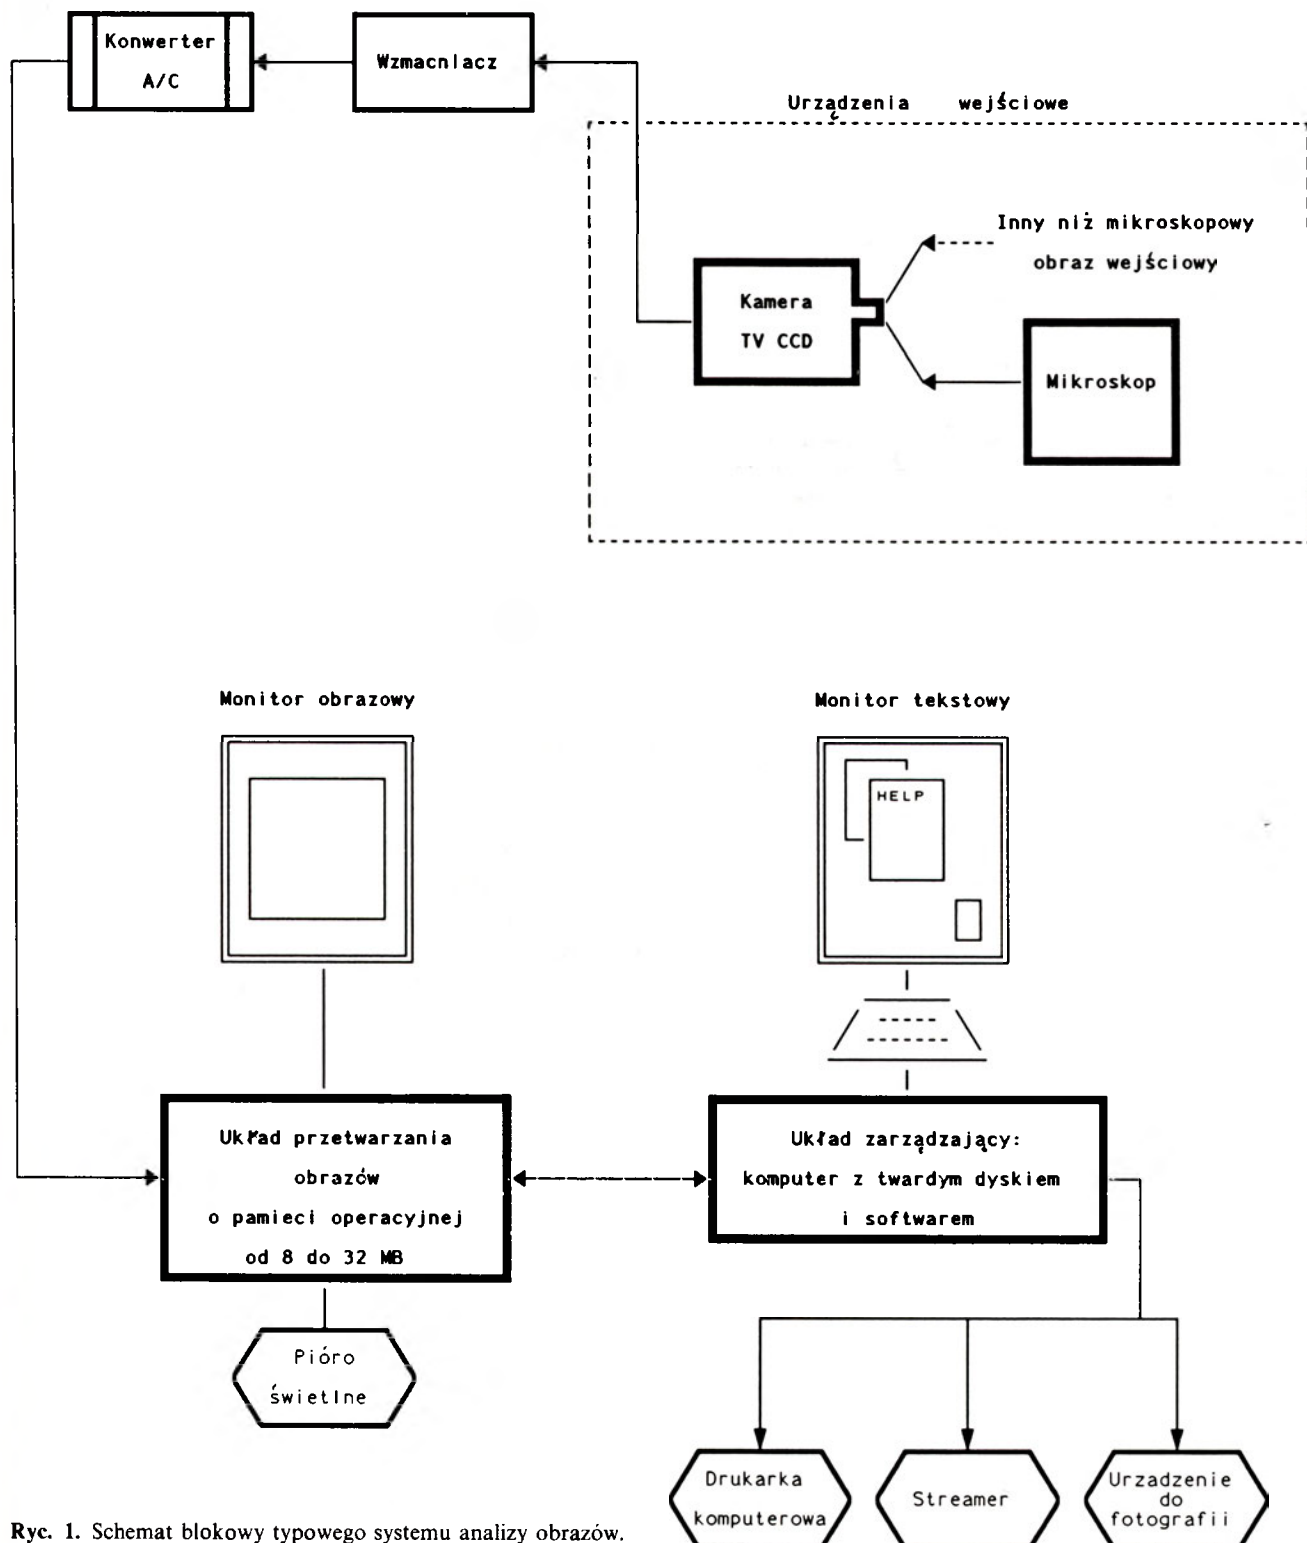 Konwerter
A/C
Wzmacniacz
Urządzenia wejściowe
Inny niż mikroskopowy
obraz wejściowy
Kamera
TV CCD
Mikroskop
Monitor obrazowy
Monitor tekstowy
HELP
Układ przetwarzania
obrazów
o pamieci operacyjnej
od 8 do 32 MB
Układ zarządzający:
komputer z twardym dyskiem
i softwarem
Pióro
świetlne
Drukarka
komputerowa
Streamer
Urzadzenie
do
fotografii
Ryc. 1. Schemat blokowy typowego systemu analizy obrazów.